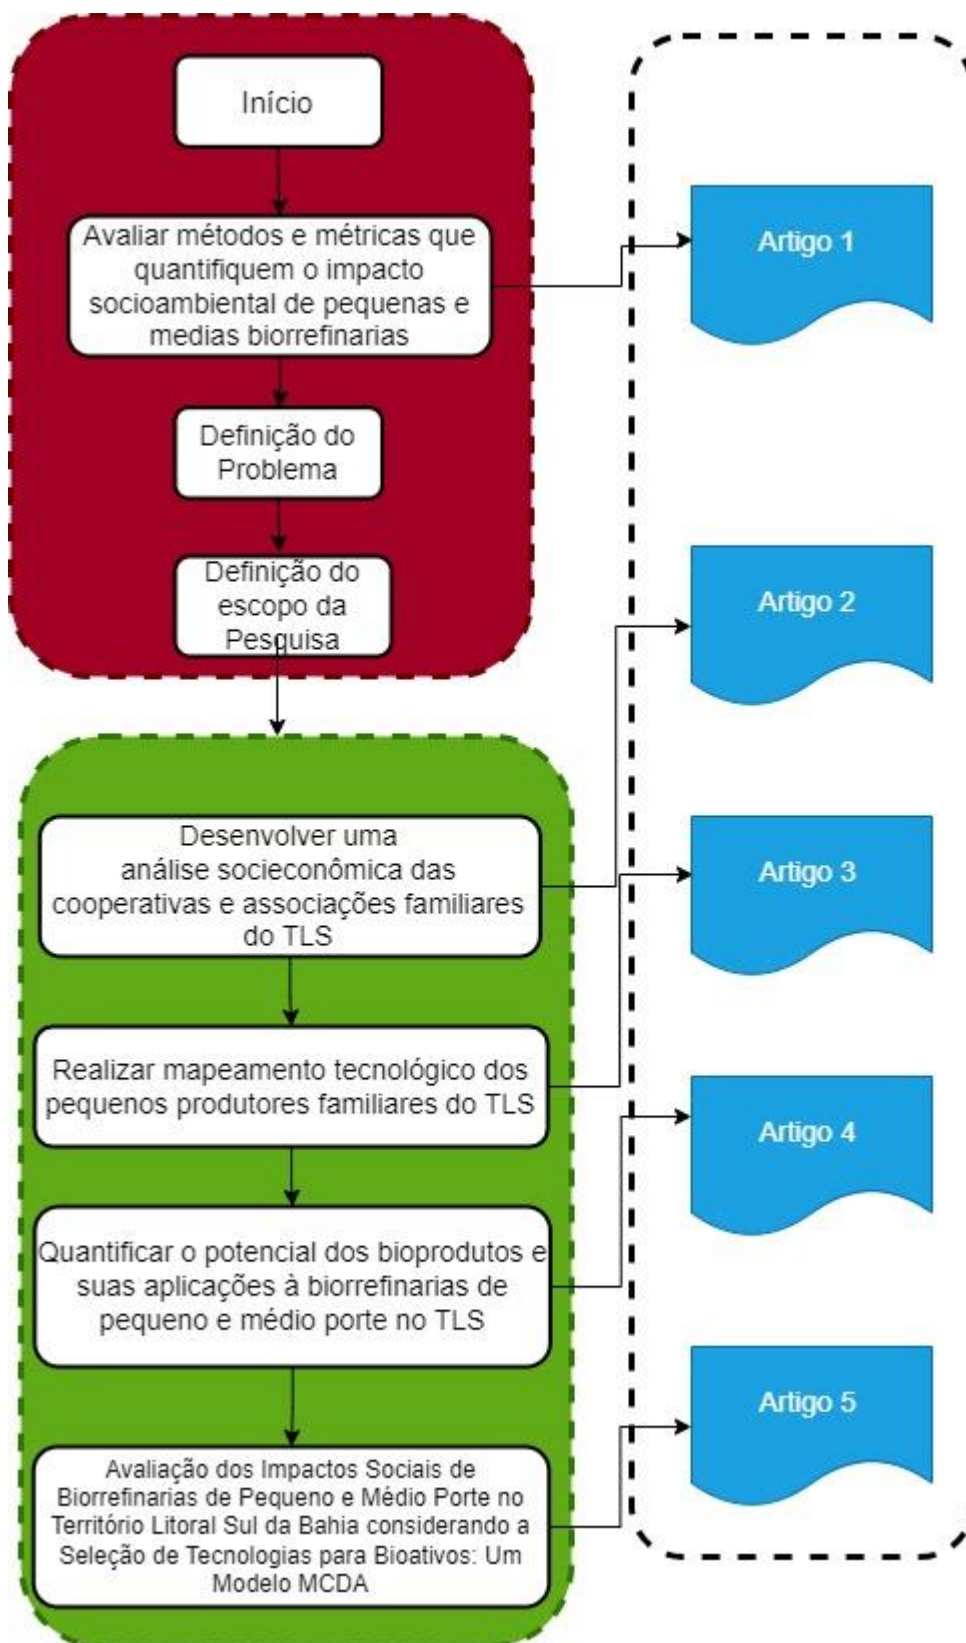 Início
Avaliar métodos e métricas que
quantifiquem o impacto
socioambiental de pequenas e
medias biorrefinarias
Artigo 1
Definição do
Problema
Definição do
escopo da
Pesquisa
Artigo 2
Desenvolver uma
análise socieconômica das
cooperativas e associações familiares
do TLS
Artigo 3
Realizar mapeamento tecnológico dos
pequenos produtores familiares do TLS
Artigo 4
Quantificar o potencial dos bioprodutos e
suas aplicações à biorrefinarias de
pequeno e médio porte no TLS
Artigo 5
Avaliação dos Impactos Sociais de
Biorrefinarias de Pequeno e Médio Porte no
Território Litoral Sul da Bahia considerando a
Seleção de Tecnologias para Bioativos: Um
Modelo MCDA